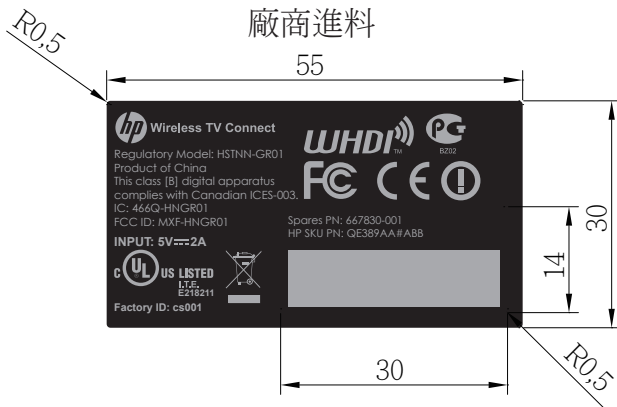 廠商進料
R0,5
55
hp Wireless TV Connect
WHDI™
PG
BZ02
Regulatory Model: HSTNN-GR01
Product of China
This class [B] digital apparatus
complies with Canadian ICES-003.
IC: 466Q-HNGR01
FCC ID: MXF-HNGR01
FC CE
Spares PN: 667830-001
HP SKU PN: QE389AA#ABB
INPUT: 5V⎓2A
C UL US LISTED
I.T.E.
E218211
Factory ID: cs001
14
30
30
R0,5